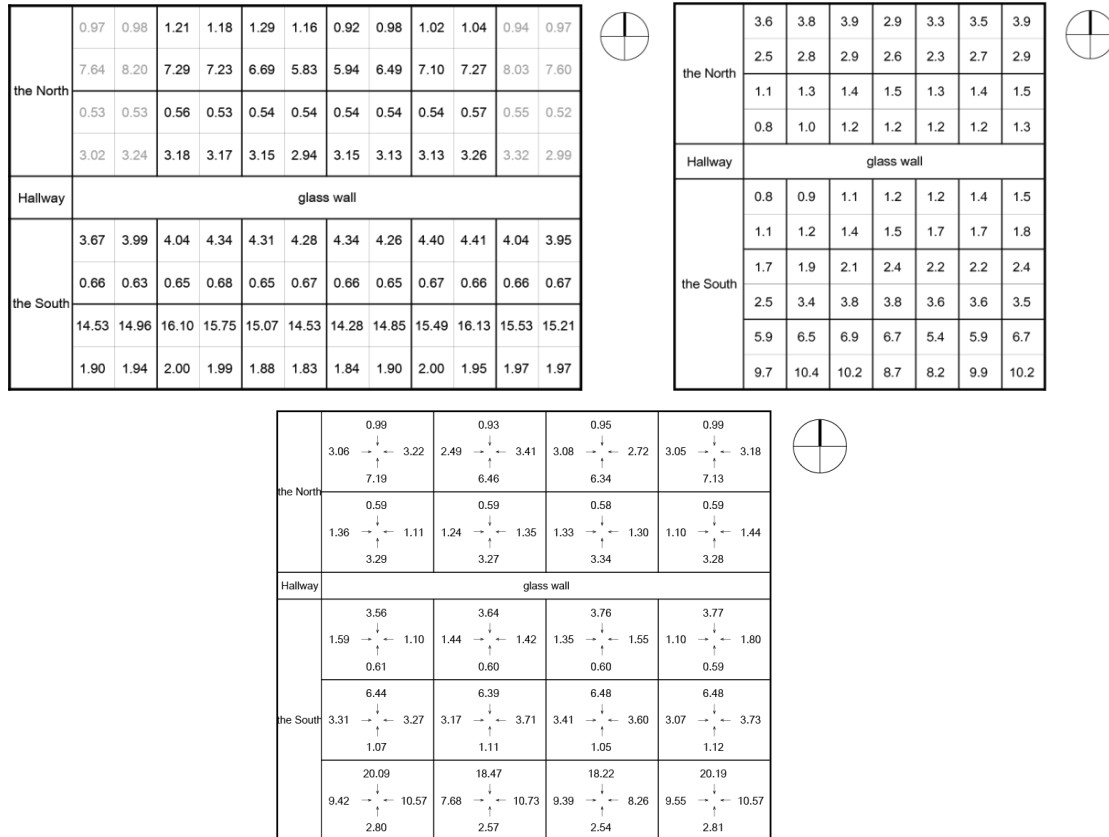 0.97 0.98 1.21 1.18 1.29 1.16 0.92 0.98 1.02 1.04 0.94 0.97
7.64 8.20 7.29 7.23 6.69 5.83 5.94 6.49 7.10 7.27 8.03 7.60
the North
0.53 0.53 0.56 0.53 0.54 0.54 0.54 0.54 0.54 0.57 0.55 0.52
3.02 3.24 3.18 3.17 3.15 2.94 3.15 3.13 3.13 3.26 3.32 2.99
Hallway glass wall
3.67 3.99 4.04 4.34 4.31 4.28 4.34 4.26 4.40 4.41 4.04 3.95
0.66 0.63 0.65 0.68 0.65 0.67 0.66 0.65 0.67 0.66 0.66 0.67
the South
14.53 14.96 16.10 15.75 15.07 14.53 14.28 14.85 15.49 16.13 15.53 15.21
1.90 1.94 2.00 1.99 1.88 1.83 1.84 1.90 2.00 1.95 1.97 1.97
3.6 3.8 3.9 2.9 3.3 3.5 3.9
2.5 2.8 2.9 2.6 2.3 2.7 2.9
the North
1.1 1.3 1.4 1.5 1.3 1.4 1.5
0.8 1.0 1.2 1.2 1.2 1.2 1.3
Hallway glass wall
0.8 0.9 1.1 1.2 1.2 1.4 1.5
1.1 1.2 1.4 1.5 1.7 1.7 1.8
1.7 1.9 2.1 2.4 2.2 2.2 2.4
the South
2.5 3.4 3.8 3.8 3.6 3.6 3.5
5.9 6.5 6.9 6.7 5.4 5.9 6.7
9.7 10.4 10.2 8.7 8.2 9.9 10.2
0.99 0.93 0.95 0.99
3.06 3.22 2.49 3.41 3.08 2.72 3.05 3.18
7.19 6.46 6.34 7.13
the North
0.59 0.59 0.58 0.59
1.36 1.11 1.24 1.35 1.33 1.30 1.10 1.44
3.29 3.27 3.34 3.28
Hallway glass wall
3.56 3.64 3.76 3.77
1.59 1.10 1.44 1.42 1.35 1.55 1.10 1.80
0.61 0.60 0.60 0.59
6.44 6.39 6.48 6.48
the South 3.31 3.27 3.17 3.71 3.41 3.60 3.07 3.73
1.07 1.11 1.05 1.12
20.09 18.47 18.22 20.19
9.42 10.57 7.68 10.73 9.39 8.26 9.55 10.57
2.80 2.57 2.54 2.81